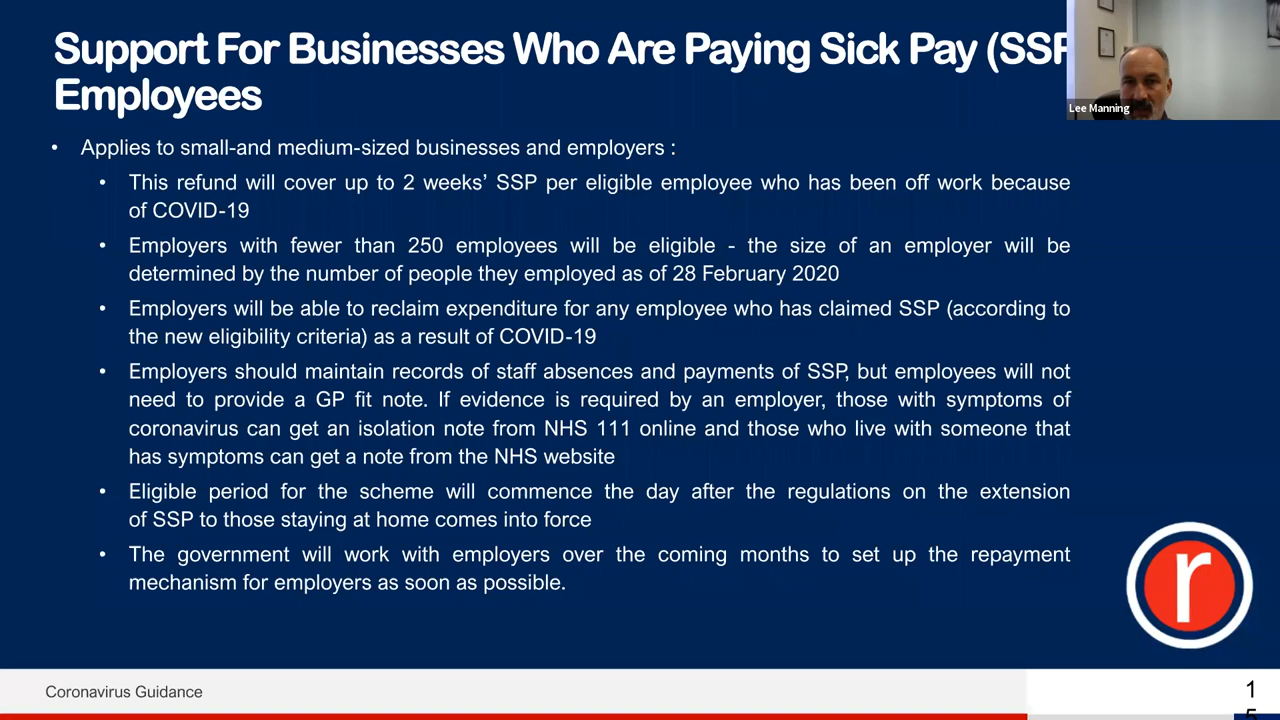 Support For Businesses Who Are Paying Sick Pay (SSP
Employees
Lee Manning
• Applies to small-and medium-sized businesses and employers :
• This refund will cover up to 2 weeks’ SSP per eligible employee who has been off work because
of COVID-19
• Employers with fewer than 250 employees will be eligible - the size of an employer will be
determined by the number of people they employed as of 28 February 2020
• Employers will be able to reclaim expenditure for any employee who has claimed SSP (according to
the new eligibility criteria) as a result of COVID-19
• Employers should maintain records of staff absences and payments of SSP, but employees will not
need to provide a GP fit note. If evidence is required by an employer, those with symptoms of
coronavirus can get an isolation note from NHS 111 online and those who live with someone that
has symptoms can get a note from the NHS website
• Eligible period for the scheme will commence the day after the regulations on the extension
of SSP to those staying at home comes into force
• The government will work with employers over the coming months to set up the repayment
mechanism for employers as soon as possible.
r
Coronavirus Guidance
1
5